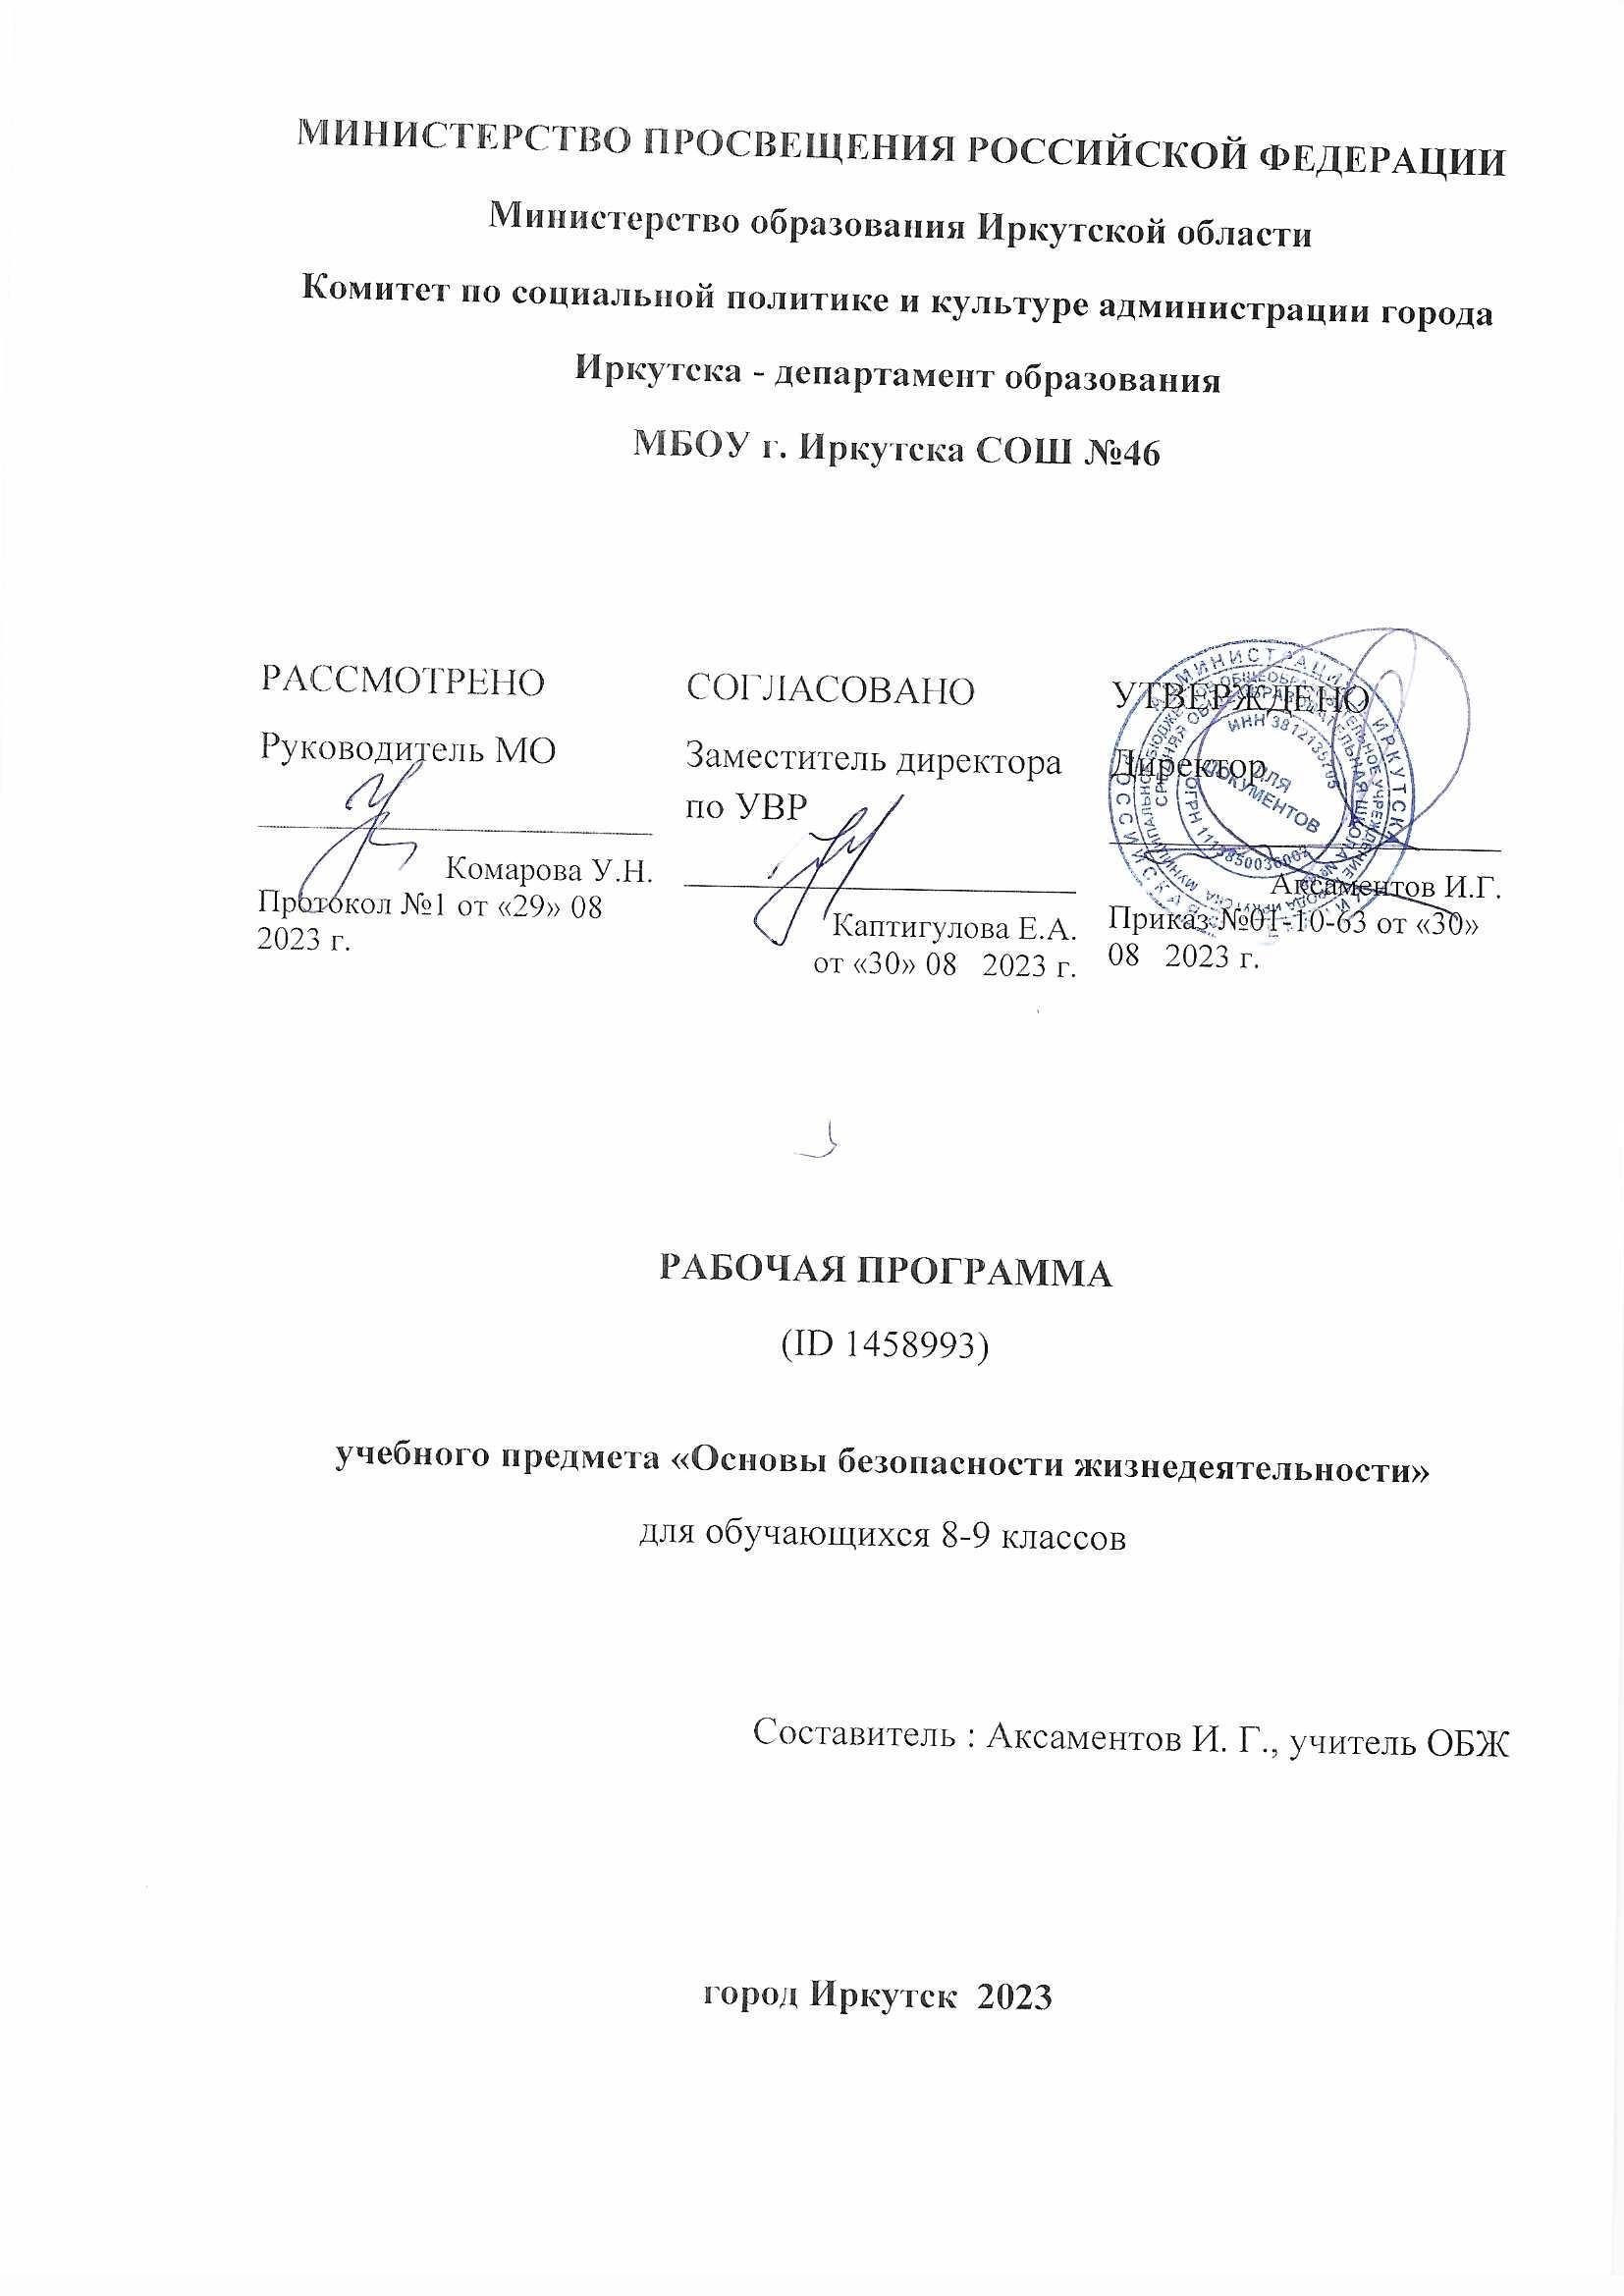 МИНИСТЕРСТВО ПРОСВЕЩЕНИЯ РОССИЙСКОЙ ФЕДЕРАЦИИ
Министерство образования Иркутской области
Комитет по социальной политике и культуре администрации города
Иркутска - департамент образования
МБОУ г. Иркутска СОШ №46
РАССМОТРЕНО
Руководитель МО
Комарова У.Н.
Протокол №1 от «29» 08
2023 г.
СОГЛАСОВАНО
Заместитель директора
по УВР
Каптигулова Е.А.
от «30» 08 2023 г.
УТВЕРЖДЕНО
Директор
Аксаментов И.Г.
Приказ №01-10-63 от «30»
08 2023 г.
ДЛЯ
ДОКУМЕНТОВ
РАБОЧАЯ ПРОГРАММА
(ID 1458993)
учебного предмета «Основы безопасности жизнедеятельности»
для обучающихся 8-9 классов
Составитель : Аксаментов И. Г., учитель ОБЖ
город Иркутск 2023